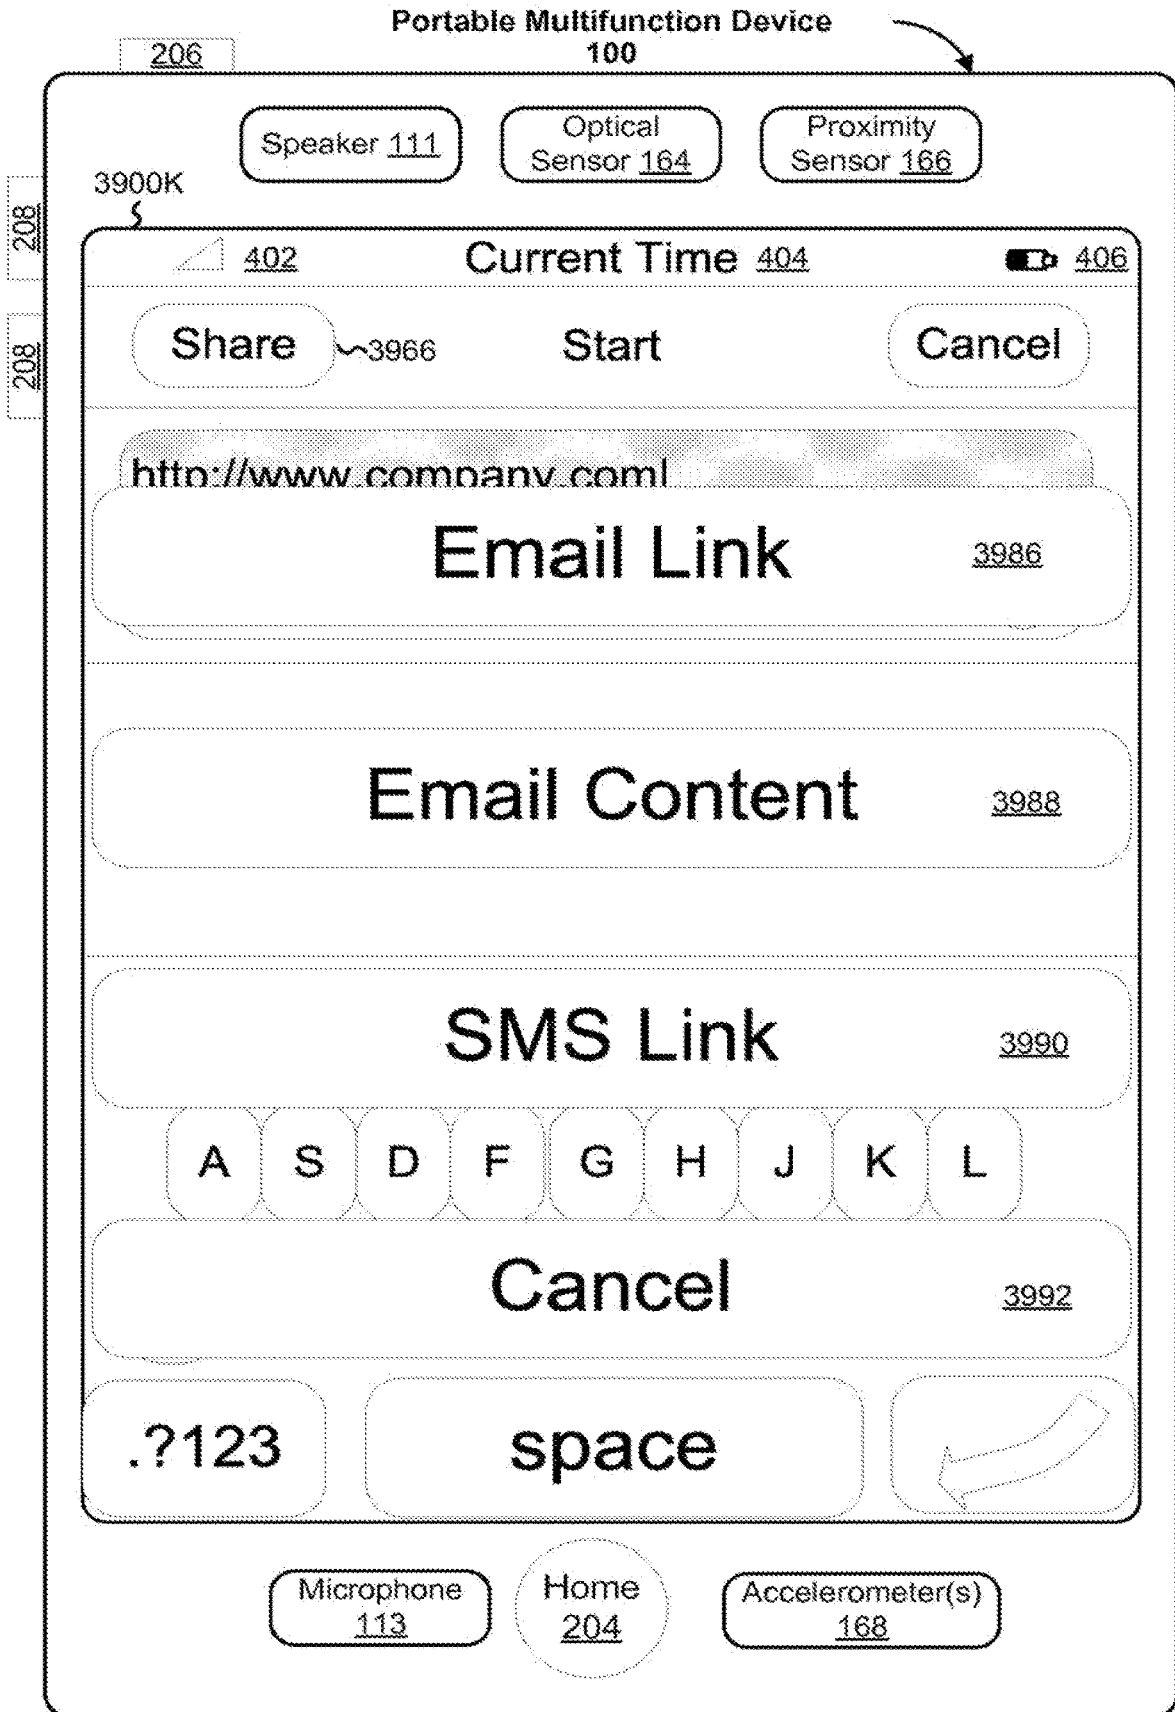 Portable Multifunction Device
100
206
Speaker 111
Optical
Sensor 164
Proximity
Sensor 166
3900K
208
402
Current Time 404
406
Share
3966
Start
Cancel
208
http://www.company.com
Email Link
3986
Email Content
3988
SMS Link
3990
A S D F G H J K L
Cancel
3992
.?123
space
Microphone
113
Home
204
Accelerometer(s)
168